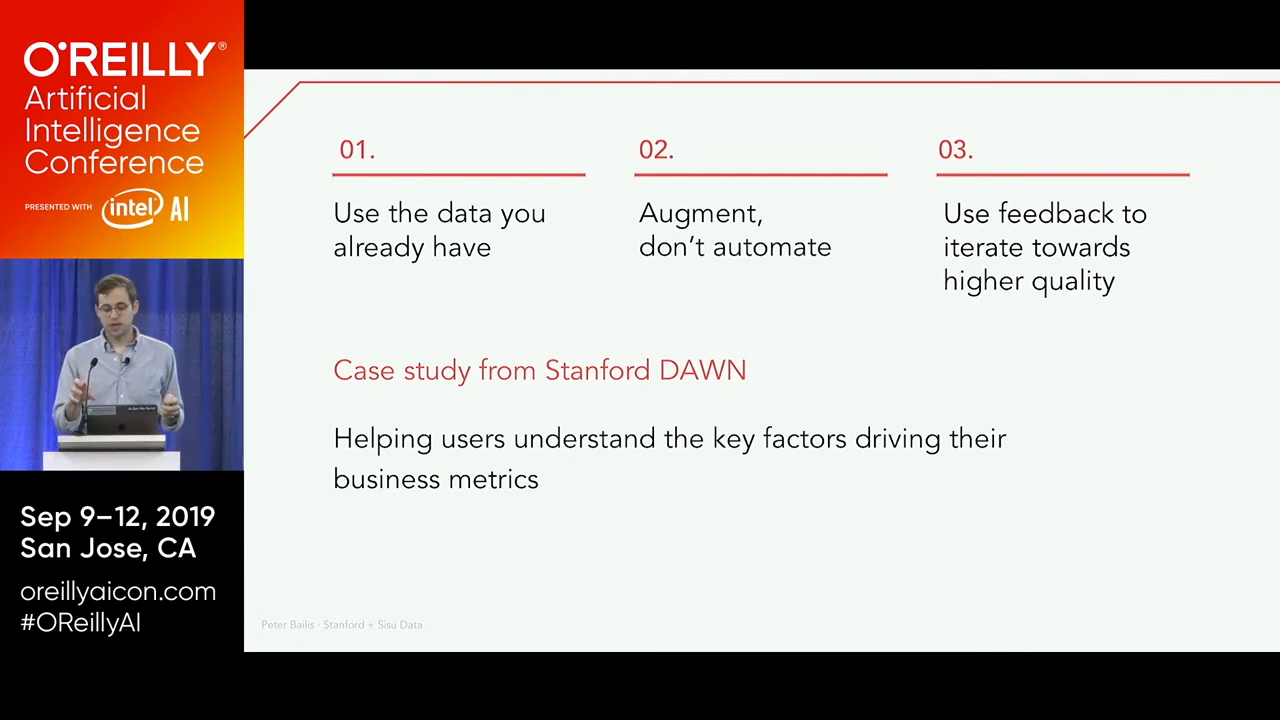 O'REILLY®
Artificial
Intelligence
Conference
PRESENTED WITH intel AI
Sep 9–12, 2019
San Jose, CA
oreillyaicon.com
#OReillyAI
01.
Use the data you
already have
02.
Augment,
don't automate
03.
Use feedback to
iterate towards
higher quality
Case study from Stanford DAWN
Helping users understand the key factors driving their
business metrics
Peter Bailis · Stanford + Sisu Data